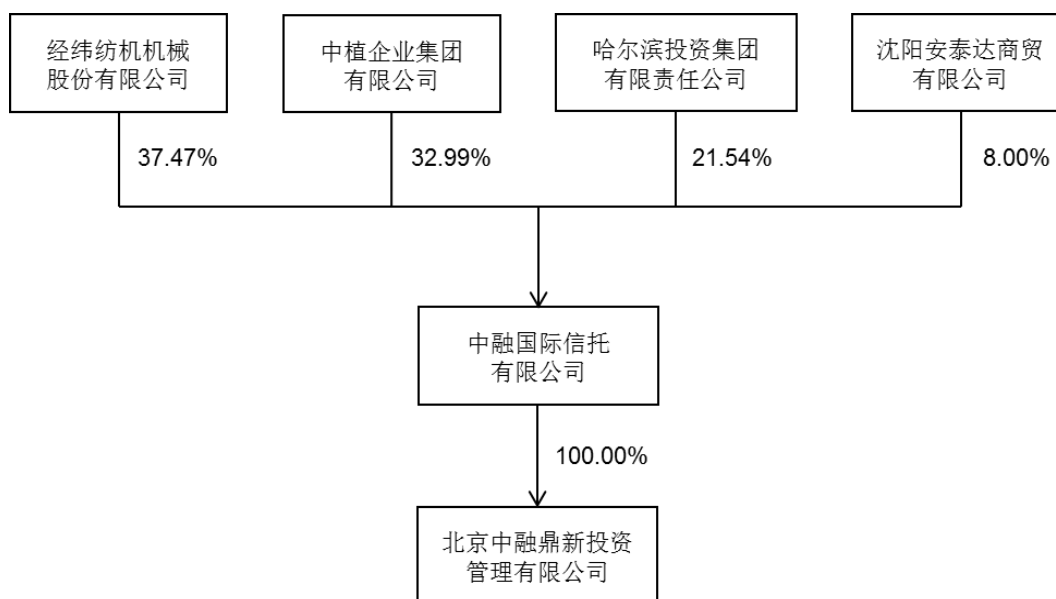 经纬纺机机械
股份有限公司
中植企业集团
有限公司
哈尔滨投资集团
有限责任公司
沈阳安泰达商贸
有限公司
37.47%
32.99%
21.54%
8.00%
中融国际信托
有限公司
100.00%
北京中融鼎新投资
管理有限公司